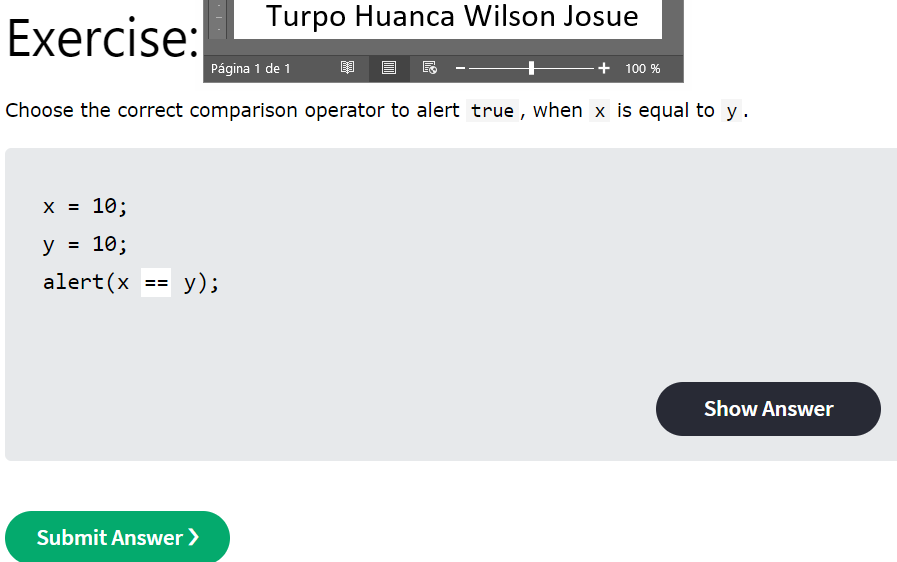 Turpo Huanca Wilson Josue
Exercise:
Página 1 de 1 100 %
Choose the correct comparison operator to alert true, when x is equal to y.
x = 10;
y = 10;
alert(x == y);
Show Answer
Submit Answer ❯